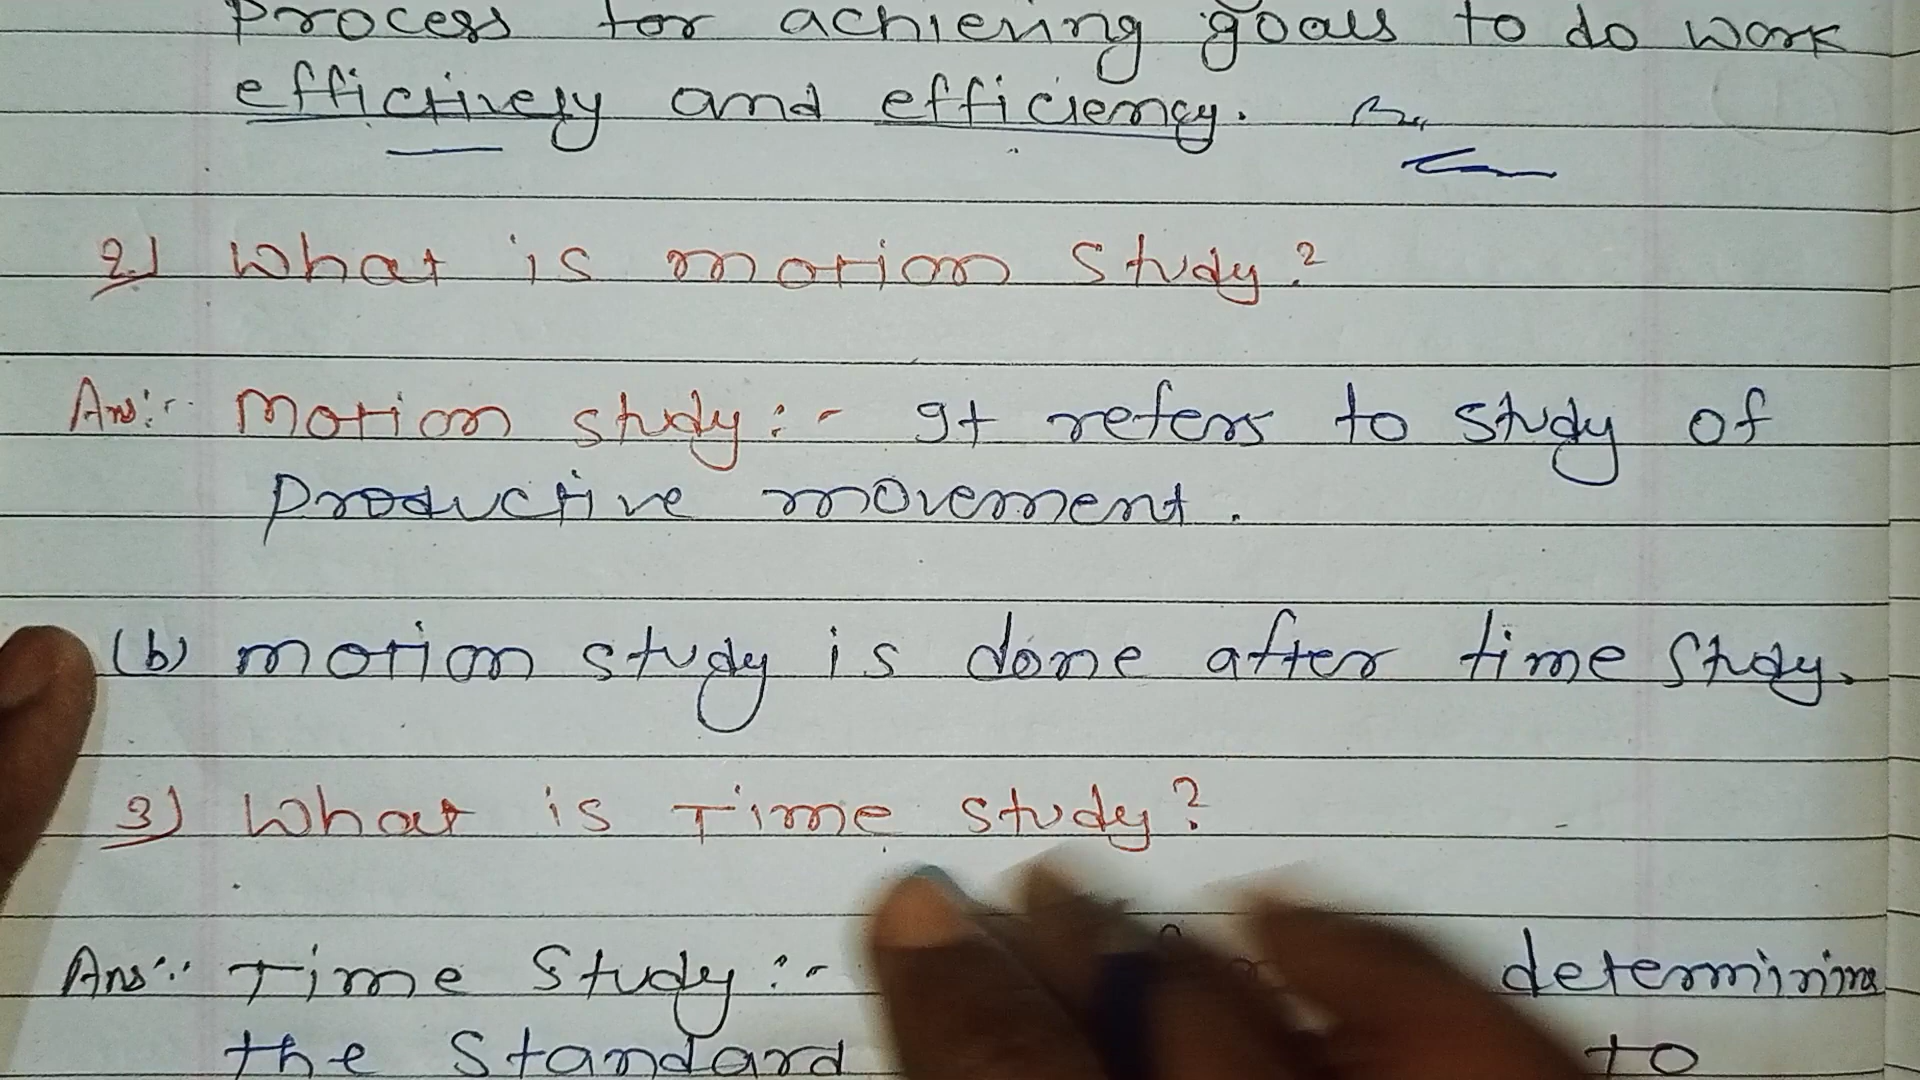 Process for achieving goals to do work
effictively and efficiency.
2) What is motion study?
Ans:- Motion study:- It refers to study of
Productive movement.
(b) motion study is done after time study.
3) What is Time study?
Ans:- Time Study:- determining
the Standard to